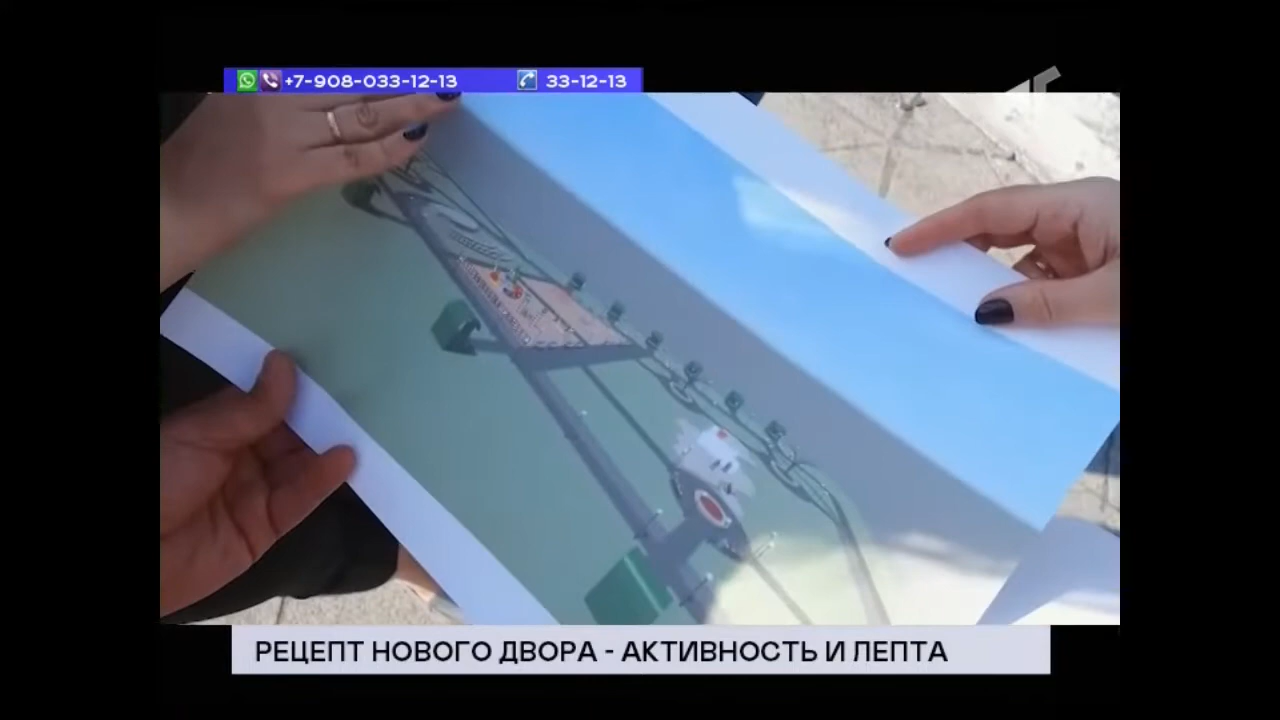 +7-908-033-12-13 33-12-13
РЕЦЕПТ НОВОГО ДВОРА - АКТИВНОСТЬ И ЛЕПТА